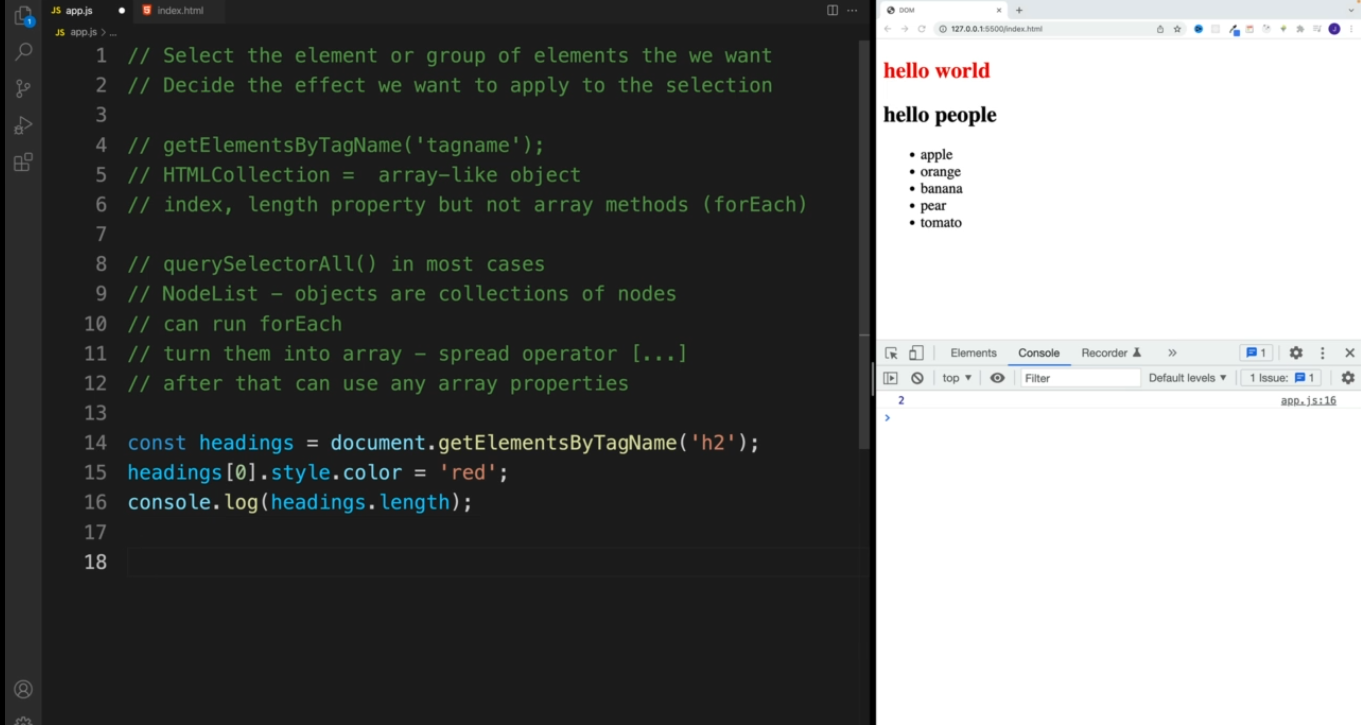 JS app.js
index.html
JS app.js > ...
1 // Select the element or group of elements the we want
2 // Decide the effect we want to apply to the selection
3
4 // getElementsByTagName('tagname');
5 // HTMLCollection =  array-like object
6 // index, length property but not array methods (forEach)
7
8 // querySelectorAll() in most cases
9 // NodeList - objects are collections of nodes
10 // can run forEach
11 // turn them into array - spread operator [...]
12 // after that can use any array properties
13
14 const headings = document.getElementsByTagName('h2');
15 headings[0].style.color = 'red';
16 console.log(headings.length);
17
18
1
DOM
127.0.0.1:5500/index.html
J
hello world
hello people
• apple
• orange
• banana
• pear
• tomato
Elements Console Recorder » 1
top Filter Default levels 1 Issue: 1
2 app.js:16
>